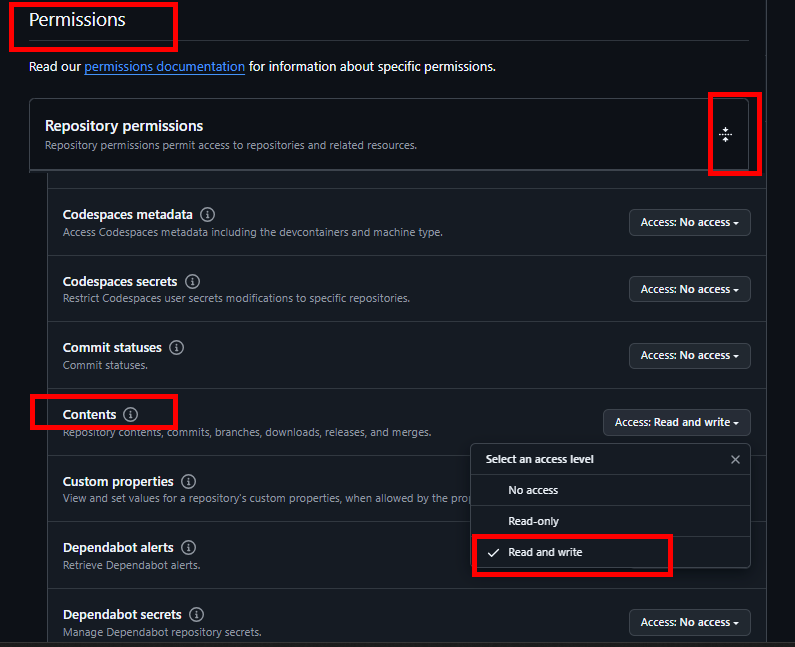 Permissions
Read our permissions documentation for information about specific permissions.
Repository permissions
Repository permissions permit access to repositories and related resources.
Codespaces metadata
Access Codespaces metadata including the devcontainers and machine type.
Access: No access
Codespaces secrets
Restrict Codespaces user secrets modifications to specific repositories.
Access: No access
Commit statuses
Commit statuses.
Access: No access
Contents
Repository contents, commits, branches, downloads, releases, and merges.
Access: Read and write
Select an access level
No access
Read-only
Read and write
Custom properties
View and set values for a repository's custom properties, when allowed by the
Dependabot alerts
Retrieve Dependabot alerts.
Dependabot secrets
Manage Dependabot repository secrets.
Access: No access